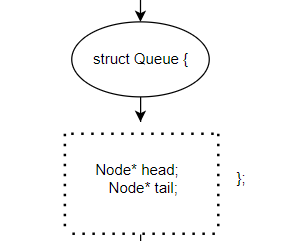 struct Queue {
Node* head;
Node* tail;
};